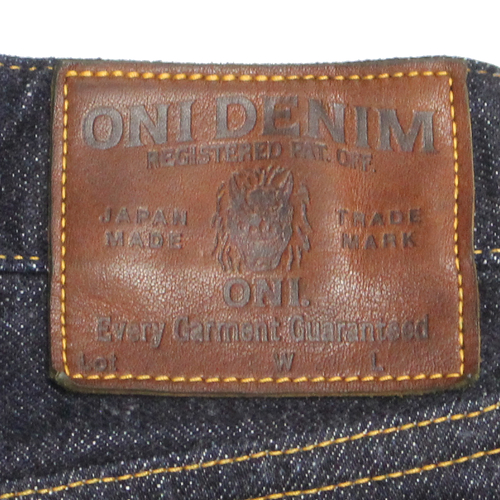 ONI DENIM
REGISTERED PAT. OFF.
JAPAN MADE
TRADE MARK
ONI.
Every Garment Guaranteed
Lot W L